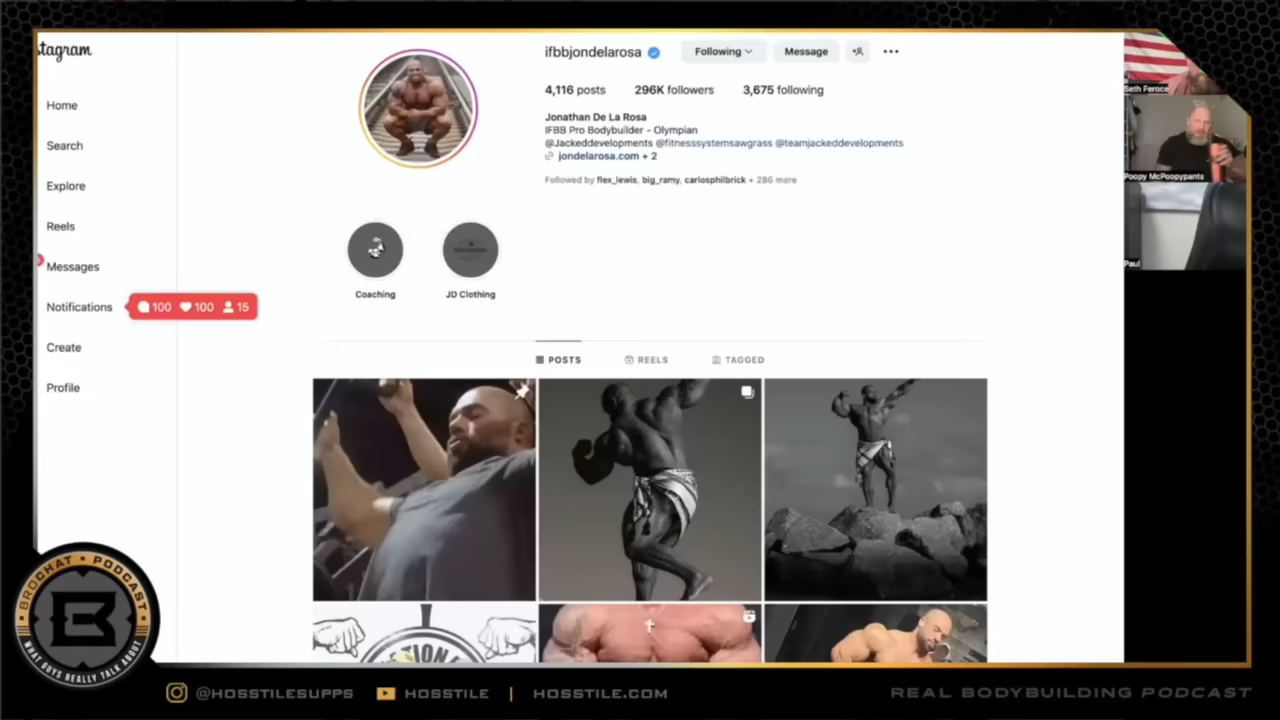 stagram
ifbbjondelarosa
Following
Message
4,116 posts 296K followers 3,675 following
Jonathan De La Rosa
IFBB Pro Bodybuilder - Olympian
@Jackeddevelopments @fitnesssystemsawgrass @teamjackeddevelopments
jondelarosa.com + 2
Followed by flex_lewis, big_ramy, carlosphilbrick + 286 more
Home
Search
Explore
Reels
Messages
Notifications
100 100 15
Create
Profile
Coaching
JD Clothing
POSTS
REELS
TAGGED
Seth Feroce
Poopy McPoopypants
Paul
BROCHAT • PODCAST
B
WHAT GUYS REALLY TALK ABOUT
@HOSSTILESUPPS HOSSTILE | HOSSTILE.COM
REAL BODYBUILDING PODCAST